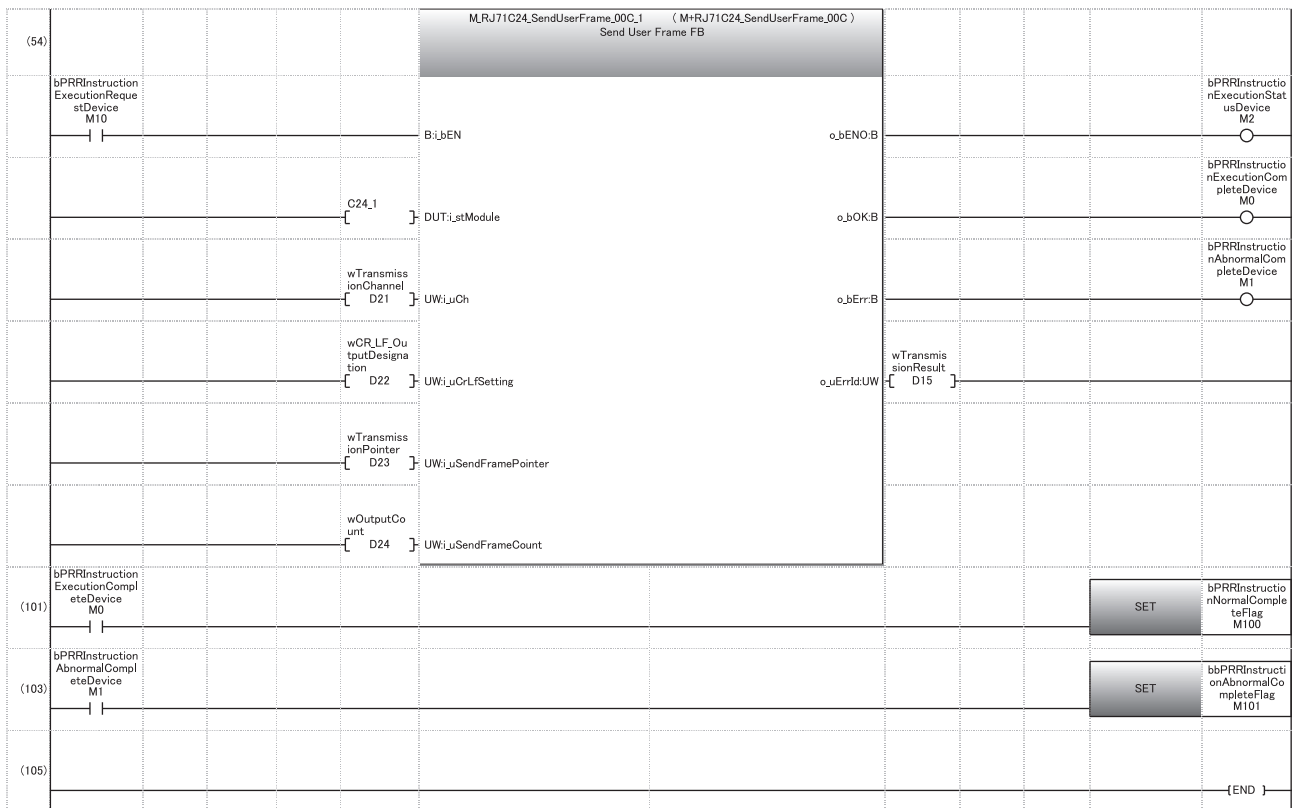 M_RJ71C24_SendUserFrame_00C_1 ( M+RJ71C24_SendUserFrame_00C )
Send User Frame FB
(54)
bPRRInstruction
ExecutionReque
stDevice
M10
B:i_bEN
o_bENO:B
bPRRInstructio
nExecutionStat
usDevice
M2
C24_1
DUT:i_stModule
o_bOK:B
bPRRInstructio
nExecutionCom
pleteDevice
M0
wTransmiss
ionChannel
D21
UW:i_uCh
o_bErr:B
bPRRInstructio
nAbnormalCom
pleteDevice
M1
wCR_LF_Ou
tputDesigna
tion
D22
UW:i_uCrLfSetting
o_uErrId:UW
wTransmis
sionResult
D15
wTransmiss
ionPointer
D23
UW:i_uSendFramePointer
wOutputCo
unt
D24
UW:i_uSendFrameCount
(101)
bPRRInstruction
ExecutionCompl
eteDevice
M0
SET
bPRRInstructio
nNormalComple
teFlag
M100
(103)
bPRRInstruction
AbnormalCompl
eteDevice
M1
SET
bbPRRInstructi
onAbnormalCo
mpleteFlag
M101
(105)
END